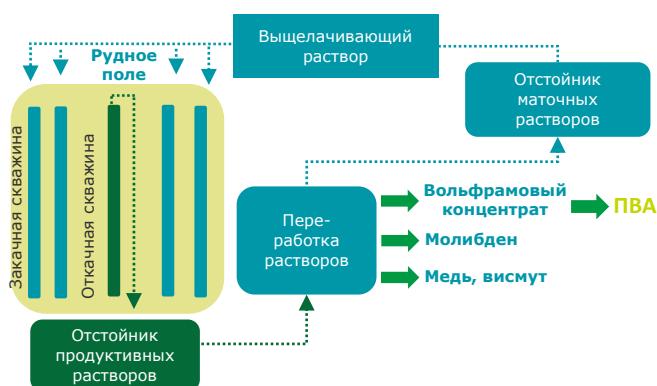 Выщелачивающий
раствор
Рудное
поле
Отстойник
маточных
растворов
Закачная скважина
Откачная скважина
Пере-
работка
растворов
Вольфрамовый
концентрат
ПВА
Молибден
Медь, висмут
Отстойник
продуктивных
растворов